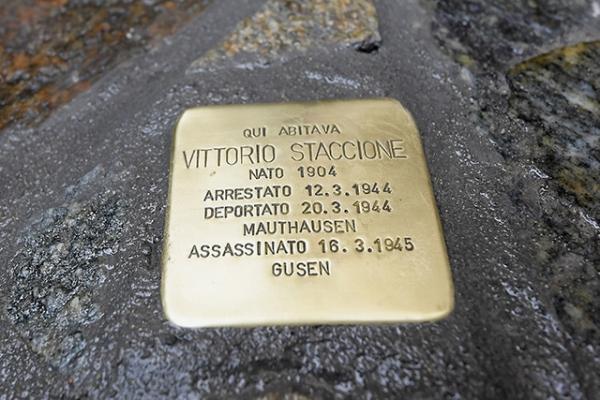 QUI ABITAVA
VITTORIO STACCIONE
NATO 1904
ARRESTATO 12.3.1944
DEPORTATO 20.3.1944
MAUTHAUSEN
ASSASSINATO 16.3.1945
GUSEN